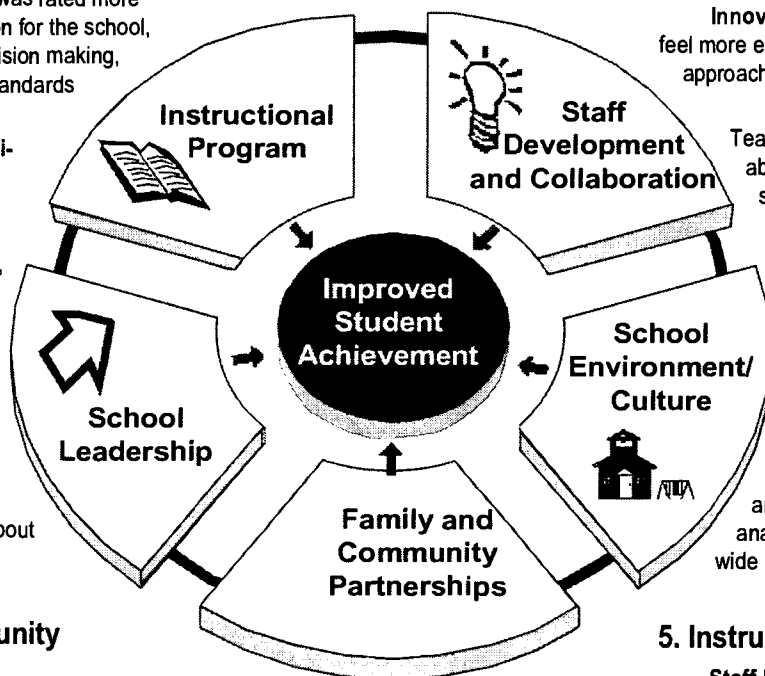 was rated more
n for the school,
ision making,
andards
i-
Instructional
Program
Innov
feel more e
approach
Staff
Development
and Collaboration
Tea
ab
s
Improved
Student
Achievement
School
Leadership
School
Environment/
Culture
Family and
Community
Partnerships
out
unity
ar
ana
wide
5. Instru